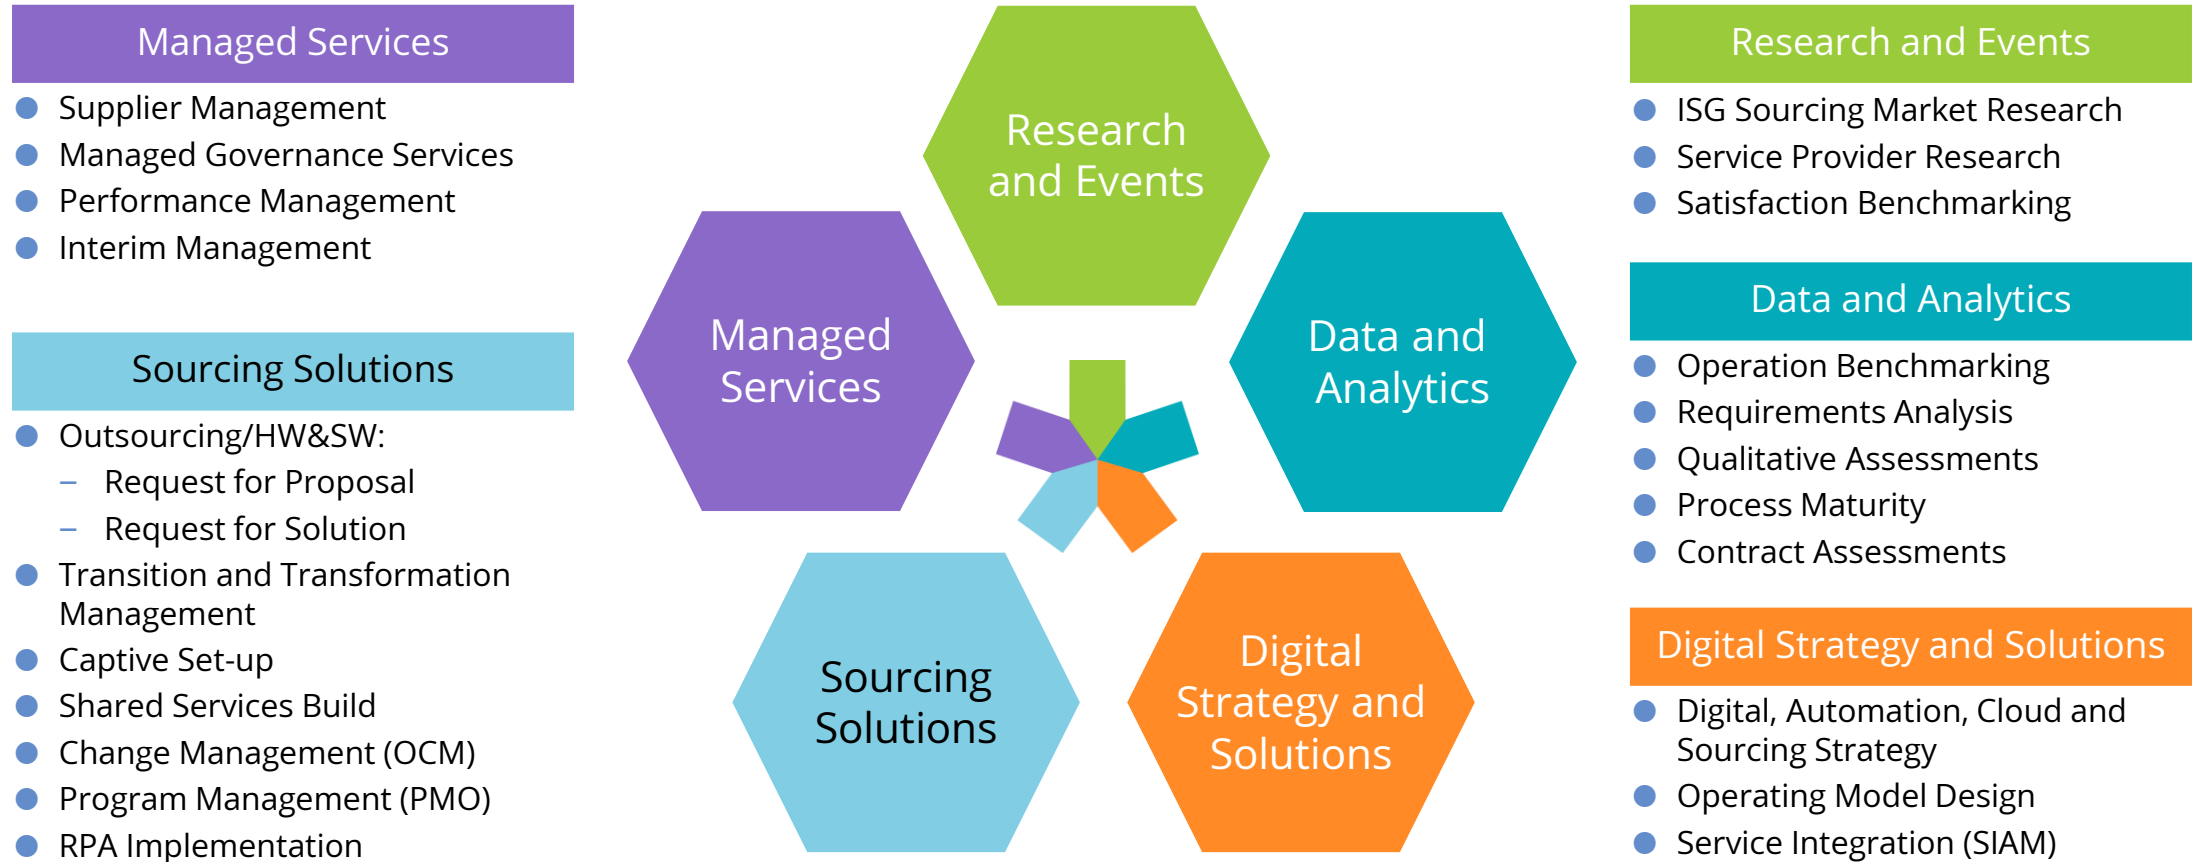 Managed Services
● Supplier Management
● Managed Governance Services
● Performance Management
● Interim Management
Sourcing Solutions
● Outsourcing/HW&SW:
– Request for Proposal
– Request for Solution
● Transition and Transformation
Management
● Captive Set-up
● Shared Services Build
● Change Management (OCM)
● Program Management (PMO)
● RPA Implementation
Research
and Events
Managed
Services
Data and
Analytics
Sourcing
Solutions
Digital
Strategy and
Solutions
Research and Events
● ISG Sourcing Market Research
● Service Provider Research
● Satisfaction Benchmarking
Data and Analytics
● Operation Benchmarking
● Requirements Analysis
● Qualitative Assessments
● Process Maturity
● Contract Assessments
Digital Strategy and Solutions
● Digital, Automation, Cloud and
Sourcing Strategy
● Operating Model Design
● Service Integration (SIAM)